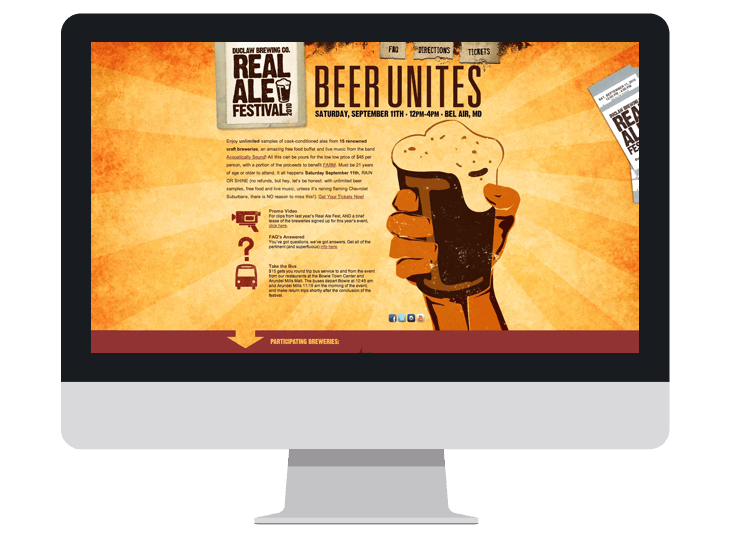 DUCLAW BREWING CO.
REAL
ALE
FESTIVAL
2010
FAQ
DIRECTIONS
TICKETS
BEER UNITES
SATURDAY, SEPTEMBER 11TH · 12PM-4PM · BEL AIR, MD
Enjoy unlimited samples of cask-conditioned ales from 15 renowned
craft breweries, an amazing free food buffet and live music from the band
Acoustically Sound! All this can be yours for the low low price of $45 per
person, with a portion of the proceeds to benefit FARM. Must be 21 years
of age or older to attend. It all happens Saturday September 11th, RAIN
OR SHINE (no refunds, but hey, let's be honest: with unlimited beer
samples, free food and live music, unless it's raining flaming Chevrolet
Suburbans, there is NO reason to miss this!). Get Your Tickets Now!
Promo Video
For clips from last year's Real Ale Fest, AND a brief
tease of the breweries signed up for this year's event,
click here.
FAQ's Answered
You've got questions, we've got answers. Get all of the
pertinent (and superfluous) info here.
Take the Bus
$15 gets you round trip bus service to and from the event
from our restaurants at the Bowie Town Center and
Arundel Mills Mall. The buses depart Bowie at 10:45 am
and Arundel Mills 11:15 am the morning of the event,
and make return trips shortly after the conclusion of the
festival.
PARTICIPATING BREWERIES: